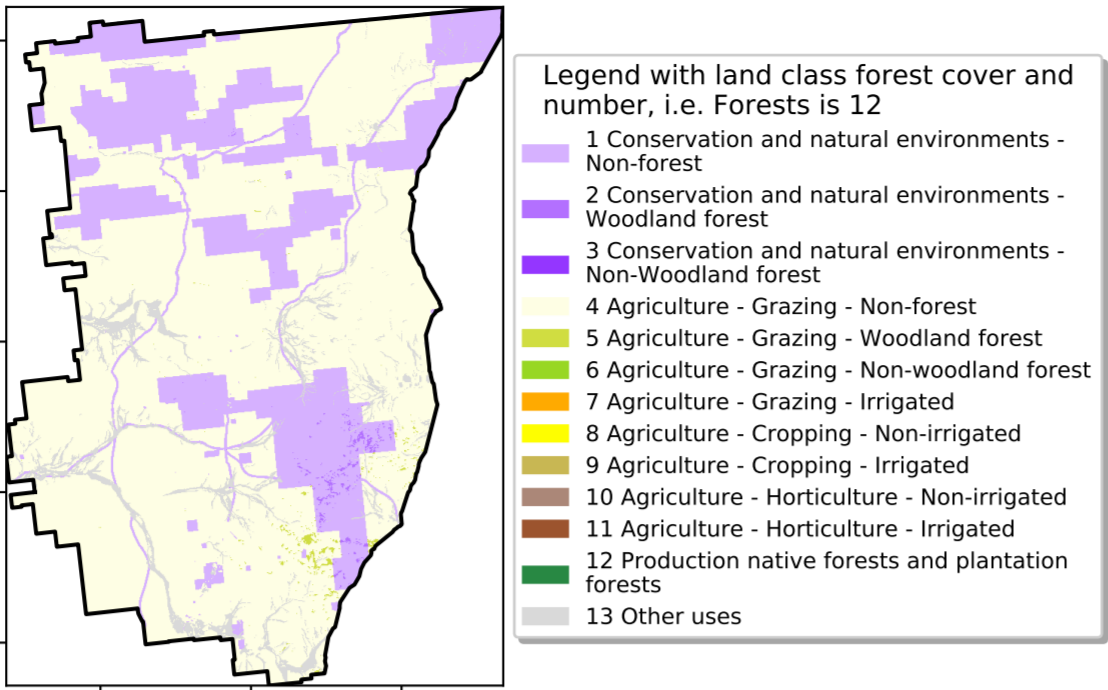 Legend with land class forest cover and
number, i.e. Forests is 12
1 Conservation and natural environments -
Non-forest
2 Conservation and natural environments -
Woodland forest
3 Conservation and natural environments -
Non-Woodland forest
4 Agriculture - Grazing - Non-forest
5 Agriculture - Grazing - Woodland forest
6 Agriculture - Grazing - Non-woodland forest
7 Agriculture - Grazing - Irrigated
8 Agriculture - Cropping - Non-irrigated
9 Agriculture - Cropping - Irrigated
10 Agriculture - Horticulture - Non-irrigated
11 Agriculture - Horticulture - Irrigated
12 Production native forests and plantation
forests
13 Other uses